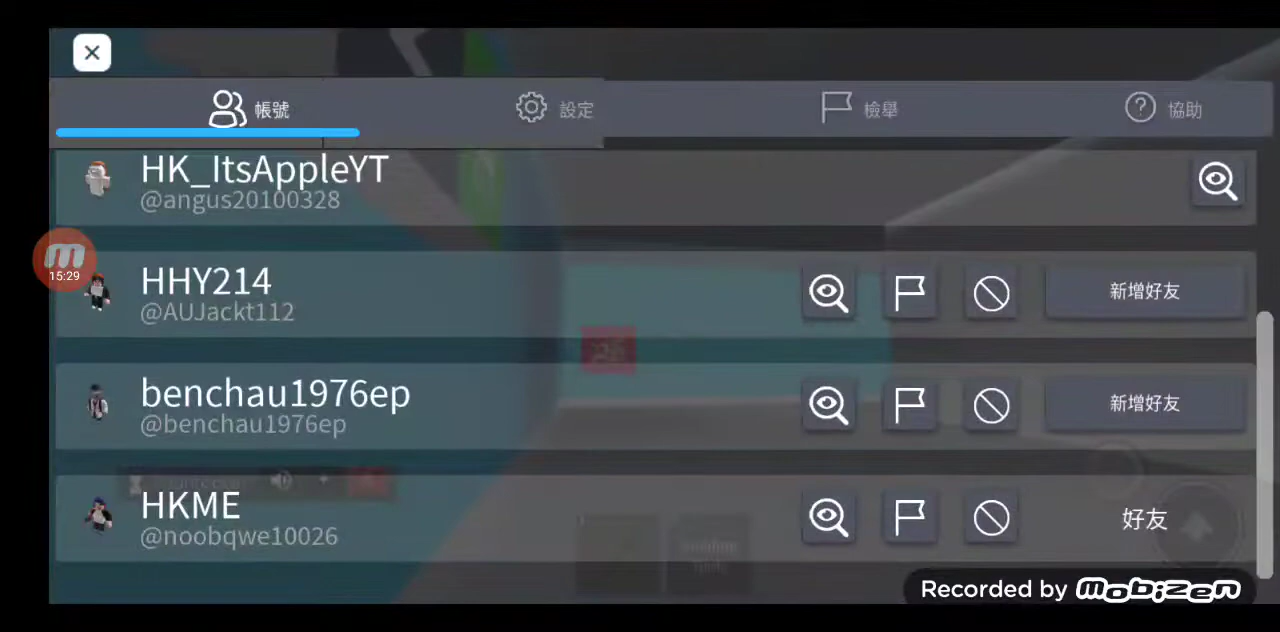 帳號
設定
檢舉
協助
HK_ItsAppleYT
@angus20100328
15:29
HHY214
@AUJackt112
新增好友
benchau1976ep
@benchau1976ep
新增好友
HKME
@noobqwe10026
好友
Recorded by mobizen